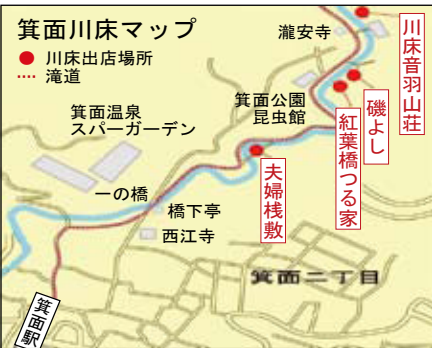 箕面川床マップ
川床出店場所
滝道
瀧安寺
川床音羽山荘
箕面公園
昆虫館
磯よし
紅葉橋つる家
箕面温泉
スパーガーデン
夫婦桟敷
一の橋
橋下亭
西江寺
箕面二丁目
箕面駅